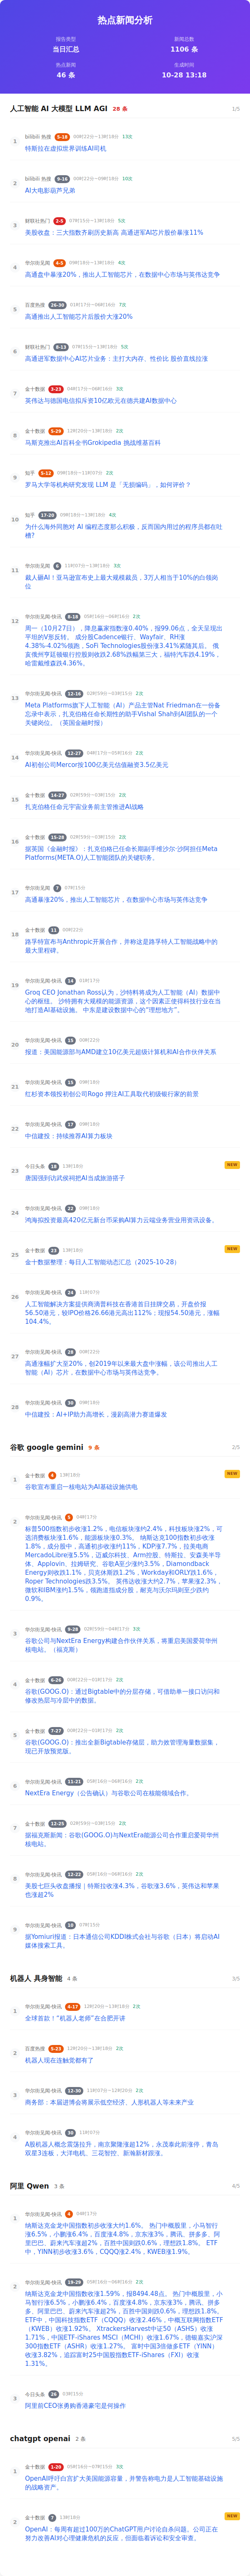 热点新闻分析
报告类型
新闻总数
当日汇总
1106 条
热点新闻
生成时间
46 条
10-28 13:18
人工智能 AI 大模型 LLM AGI 28 条 1/5
1 bilibili 热搜 5-18 00时22分~13时18分 13次
特斯拉在虚拟世界训练AI司机
2 bilibili 热搜 9-16 00时22分~09时18分 10次
AI大电影葫芦兄弟
3 财联社热门 2-5 07时15分~13时18分 5次
美股收盘：三大指数齐刷历史新高 高通进军AI芯片股价暴涨11%
4 华尔街见闻 4-5 09时18分~13时18分 4次
高通盘中暴涨20%，推出人工智能芯片，在数据中心市场与英伟达竞争
5 百度热搜 26-30 01时17分~06时16分 7次
高通推出人工智能芯片后股价大涨20%
6 财联社热门 8-13 07时15分~13时18分 5次
高通进军数据中心AI芯片业务；主打大内存、性价比 股价直线拉涨
7 金十数据 3-23 04时17分~06时16分 3次
英伟达与德国电信拟斥资10亿欧元在德共建AI数据中心
8 金十数据 5-29 12时20分~13时18分 2次
马斯克推出AI百科全书Grokipedia 挑战维基百科
9 知乎 5-12 09时18分~13时07分 2次
罗马大学等机构研究发现 LLM 是「无损编码」，如何评价？
10 知乎 17-20 09时18分~13时18分 4次
为什么海外同胞对 AI 编程态度那么积极，反而国内用过的程序员都在吐槽?
11 华尔街见闻 6 11时07分~13时18分 3次
裁人砸AI！亚马逊宣布史上最大规模裁员，3万人相当于10%的白领岗位
12 华尔街见闻-快讯 8-16 05时16分~06时16分 2次
周一（10月27日），降息赢家指数涨0.40%，报99.06点，全天呈现出坦平的V形反转。 成分股Cadence银行、Wayfair、RH涨4.38%-4.02%领跑，SoFi Technologies股份涨3.41%紧随其后。 俄亥俄州亨廷顿银行控股则收跌2.68%跌幅第三大，福特汽车跌4.19%，哈雷戴维森跌4.36%。
13 华尔街见闻-快讯 12-16 02时59分~03时15分 2次
Meta Platforms旗下人工智能（AI）产品主管Nat Friedman在一份备忘录中表示，扎克伯格任命长期性的助手Vishal Shah到AI团队的一个关键岗位。（英国金融时报）
14 华尔街见闻-快讯 12-27 04时17分~05时16分 2次
AI初创公司Mercor按100亿美元估值融资3.5亿美元
15 金十数据 14-27 02时59分~03时15分 2次
扎克伯格任命元宇宙业务前主管推进AI战略
16 金十数据 15-28 02时59分~03时15分 2次
据英国《金融时报》：扎克伯格已任命长期副手维沙尔·沙阿担任Meta Platforms(META.O)人工智能团队的关键职务。
17 华尔街见闻 7 07时15分
高通暴涨20%，推出人工智能芯片，在数据中心市场与英伟达竞争
18 金十数据 11 00时22分
路孚特宣布与Anthropic开展合作，并称这是路孚特人工智能战略中的最大里程碑。
19 华尔街见闻-快讯 14 01时17分
Groq CEO Jonathan Ross认为，沙特料将成为人工智能（AI）数据中心的枢纽。 沙特拥有大规模的能源资源，这个因素正使得科技行业在当地打造AI基础设施。 中东是建设数据中心的“理想地方”。
20 华尔街见闻-快讯 15 00时22分
报道：美国能源部与AMD建立10亿美元超级计算机和AI合作伙伴关系
21 华尔街见闻-快讯 15 09时18分
红杉资本领投初创公司Rogo 押注AI工具取代初级银行家的前景
22 华尔街见闻-快讯 17 09时18分
中信建投：持续推荐AI算力板块
23 今日头条 18 13时18分 NEW
唐国强到访武侯祠把AI当成旅游搭子
24 华尔街见闻-快讯 22 09时18分
鸿海拟投资最高420亿元新台币采购AI算力云端业务营业用资讯设备。
25 金十数据 23 13时18分 NEW
金十数据整理：每日人工智能动态汇总（2025-10-28）
26 华尔街见闻-快讯 24 11时07分
人工智能解决方案提供商滴普科技在香港首日挂牌交易，开盘价报56.50港元，较IPO价格26.66港元高出112%；现报54.50港元，涨幅104.4%。
27 华尔街见闻-快讯 28 00时22分
高通涨幅扩大至20%，创2019年以来最大盘中涨幅，该公司推出人工智能（AI）芯片，在数据中心市场与英伟达竞争。
28 华尔街见闻-快讯 30 09时18分
中信建投：AI+IP助力高增长，漫剧高潜力赛道爆发
谷歌 google gemini 9 条 2/5
1 金十数据 4 13时18分 NEW
谷歌宣布重启一核电站为AI基础设施供电
2 华尔街见闻-快讯 5 04时17分
标普500指数初步收涨1.2%，电信板块涨约2.4%，科技板块涨2%，可选消费板块涨1.6%，能源板块涨0.3%。 纳斯达克100指数初步收涨1.8%，成分股中，高通初步收涨约11%，KDP涨7.7%，拉美电商MercadoLibre涨5.5%，迈威尔科技、Arm控股、特斯拉、安森美半导体、Applovin、拉姆研究、谷歌A至少涨约3.5%，Diamondback Energy则收跌1.1%，贝克休斯跌1.2%，Workday和ORLY跌1.6%，Roper Technologies跌3.5%。 英伟达收涨大约2.7%，苹果涨2.3%，微软和IBM涨约1.5%，领跑道指成分股，耐克与沃尔玛则至少跌约0.9%。
3 华尔街见闻-快讯 9-28 02时59分~04时17分 3次
谷歌公司与NextEra Energy构建合作伙伴关系，将重启美国爱荷华州核电站。（福克斯）
4 金十数据 6-26 00时22分~01时17分 2次
谷歌(GOOG.O)：通过Bigtable中的分层存储，可借助单一接口访问和修改热层与冷层中的数据。
5 金十数据 7-27 00时22分~01时17分 2次
谷歌(GOOG.O)：推出全新Bigtable存储层，助力效管理海量数据集，现已开放预览版。
6 华尔街见闻-快讯 11-21 05时16分~06时16分 2次
NextEra Energy（公告确认）与谷歌公司在核能领域合作。
7 金十数据 12-25 02时59分~03时15分 2次
据福克斯新闻：谷歌(GOOG.O)与NextEra能源公司合作重启爱荷华州核电站。
8 华尔街见闻-快讯 12-22 05时16分~06时16分 2次
美股七巨头收盘播报｜特斯拉收涨4.3%，谷歌涨3.6%，英伟达和苹果也涨超2%
9 华尔街见闻-快讯 10 07时15分
据Yomiuri报道：日本通信公司KDDI株式会社与谷歌（日本）将启动AI媒体搜索工具。
机器人 具身智能 4 条 3/5
1 华尔街见闻-快讯 4-17 12时20分~13时18分 2次
全球首款！“机器人老师”在合肥开讲
2 百度热搜 5-23 12时20分~13时18分 2次
机器人现在连触觉都有了
3 华尔街见闻-快讯 12-30 11时07分~12时20分 2次
商务部：本届进博会将展示低空经济、人形机器人等未来产业
4 华尔街见闻-快讯 30 11时07分
A股机器人概念震荡拉升，南京聚隆涨超12%，永茂泰此前涨停，青岛双星3连板，大洋电机、三花智控、新瀚新材跟涨。
阿里 Qwen 3 条 4/5
1 华尔街见闻-快讯 4 04时17分
纳斯达克金龙中国指数初步收涨大约1.6%。 热门中概股里，小马智行涨6.5%，小鹏涨6.4%，百度涨4.8%，京东涨3%，腾讯、拼多多、阿里巴巴、蔚来汽车涨超2%，百胜中国则跌0.6%，理想跌1.8%。 ETF中，YINN初步收涨3.6%，CQQQ涨2.4%，KWEB涨1.9%。
2 华尔街见闻-快讯 19-29 05时16分~06时16分 2次
纳斯达克金龙中国指数收涨1.59%，报8494.48点。 热门中概股里，小马智行涨6.5%，小鹏涨6.4%，百度涨4.8%，京东涨3%，腾讯、拼多多、阿里巴巴、蔚来汽车涨超2%，百胜中国则跌0.6%，理想跌1.8%。 ETF中，中国科技指数ETF（CQQQ）收涨2.46%，中概互联网指数ETF（KWEB）收涨1.92%。 XtrackersHarvest中证50（ASHS）收涨1.71%，中国ETF-iShares MSCI（MCHI）收涨1.67%，德银嘉实沪深300指数ETF（ASHR）收涨1.27%。 富时中国3倍做多ETF（YINN）收涨3.82%，追踪富时25中国股指数ETF-iShares（FXI）收涨1.31%。
3 今日头条 26 03时15分
阿里前CEO张勇购香港豪宅是何操作
chatgpt openai 2 条 5/5
1 金十数据 1-20 05时16分~07时15分 3次
OpenAI呼吁白宫扩大美国能源容量，并警告称电力是人工智能基础设施的战略资产。
2 金十数据 7 13时18分 NEW
OpenAI：每周有超过100万的ChatGPT用户讨论自杀问题。公司正在努力改善AI对心理健康危机的反应，但面临着诉讼和安全审查。